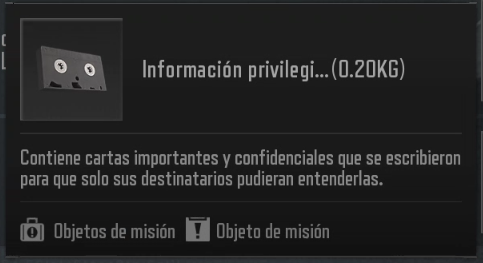 Información privilegi...(0.20KG)
Contiene cartas importantes y confidenciales que se escribieron
para que solo sus destinatarios pudieran entenderlas.
Objetos de misión Objeto de misión